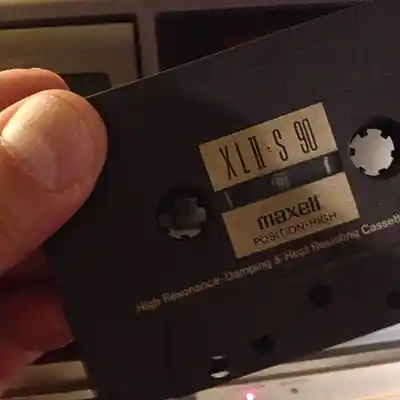 XLII-S 90
maxell
POSITION·HIGH
High Resonance-Damping & Heat Resisting Cassette